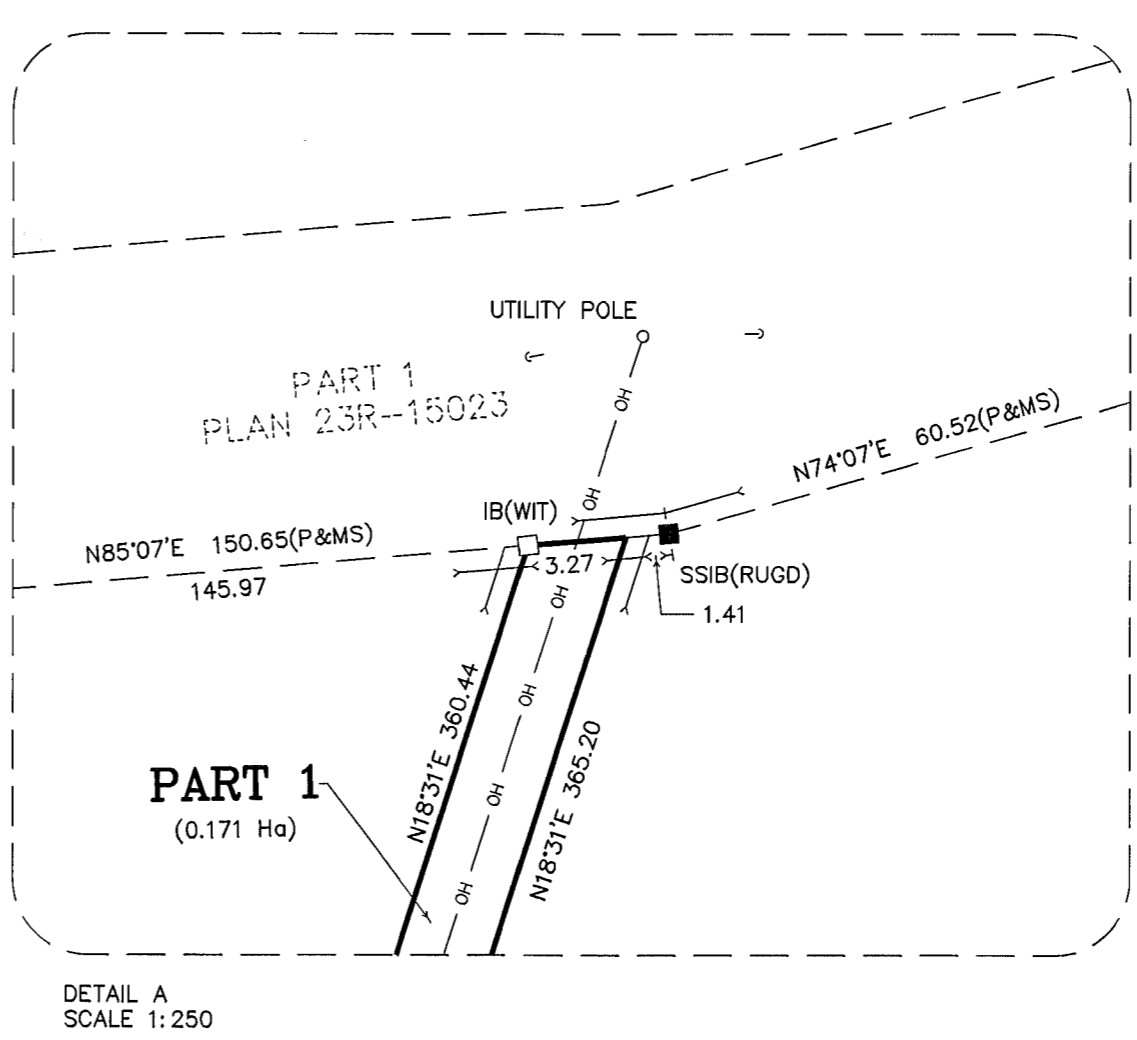 UTILITY POLE
PART 1
PLAN 23R-15023
OH
N74°07'E 60.52(P&MS)
OH
IB(WIT)
N85°07'E 150.65(P&MS)
145.97
3.27
SSIB(RUGD)
1.41
OH
OH
N18°31'E 360.44
N18°31'E 365.20
OH
PART 1
(0.171 Ha)
OH
DETAIL A
SCALE 1:250